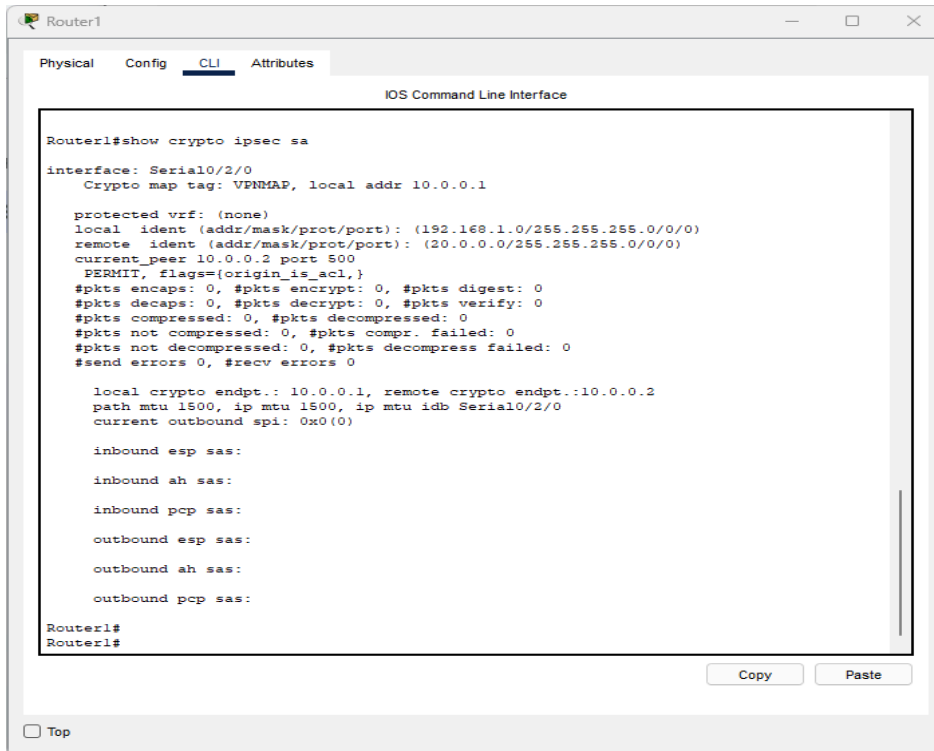 Router1
Physical Config CLI Attributes
IOS Command Line Interface
Router1#show crypto ipsec sa
interface: Serial0/2/0
Crypto map tag: VPNMAP, local addr 10.0.0.1
protected vrf: (none)
local ident (addr/mask/prot/port): (192.168.1.0/255.255.255.0/0/0)
remote ident (addr/mask/prot/port): (20.0.0.0/255.255.255.0/0/0)
current_peer 10.0.0.2 port 500
PERMIT, flags={origin_is_acl,}
#pkts encaps: 0, #pkts encrypt: 0, #pkts digest: 0
#pkts decaps: 0, #pkts decrypt: 0, #pkts verify: 0
#pkts compressed: 0, #pkts decompressed: 0
#pkts not compressed: 0, #pkts compr. failed: 0
#pkts not decompressed: 0, #pkts decompress failed: 0
#send errors 0, #recv errors 0
local crypto endpt.: 10.0.0.1, remote crypto endpt.:10.0.0.2
path mtu 1500, ip mtu 1500, ip mtu idb Serial0/2/0
current outbound spi: 0x0(0)
inbound esp sas:
inbound ah sas:
inbound pcp sas:
outbound esp sas:
outbound ah sas:
outbound pcp sas:
Router1#
Router1#
Copy Paste
Top